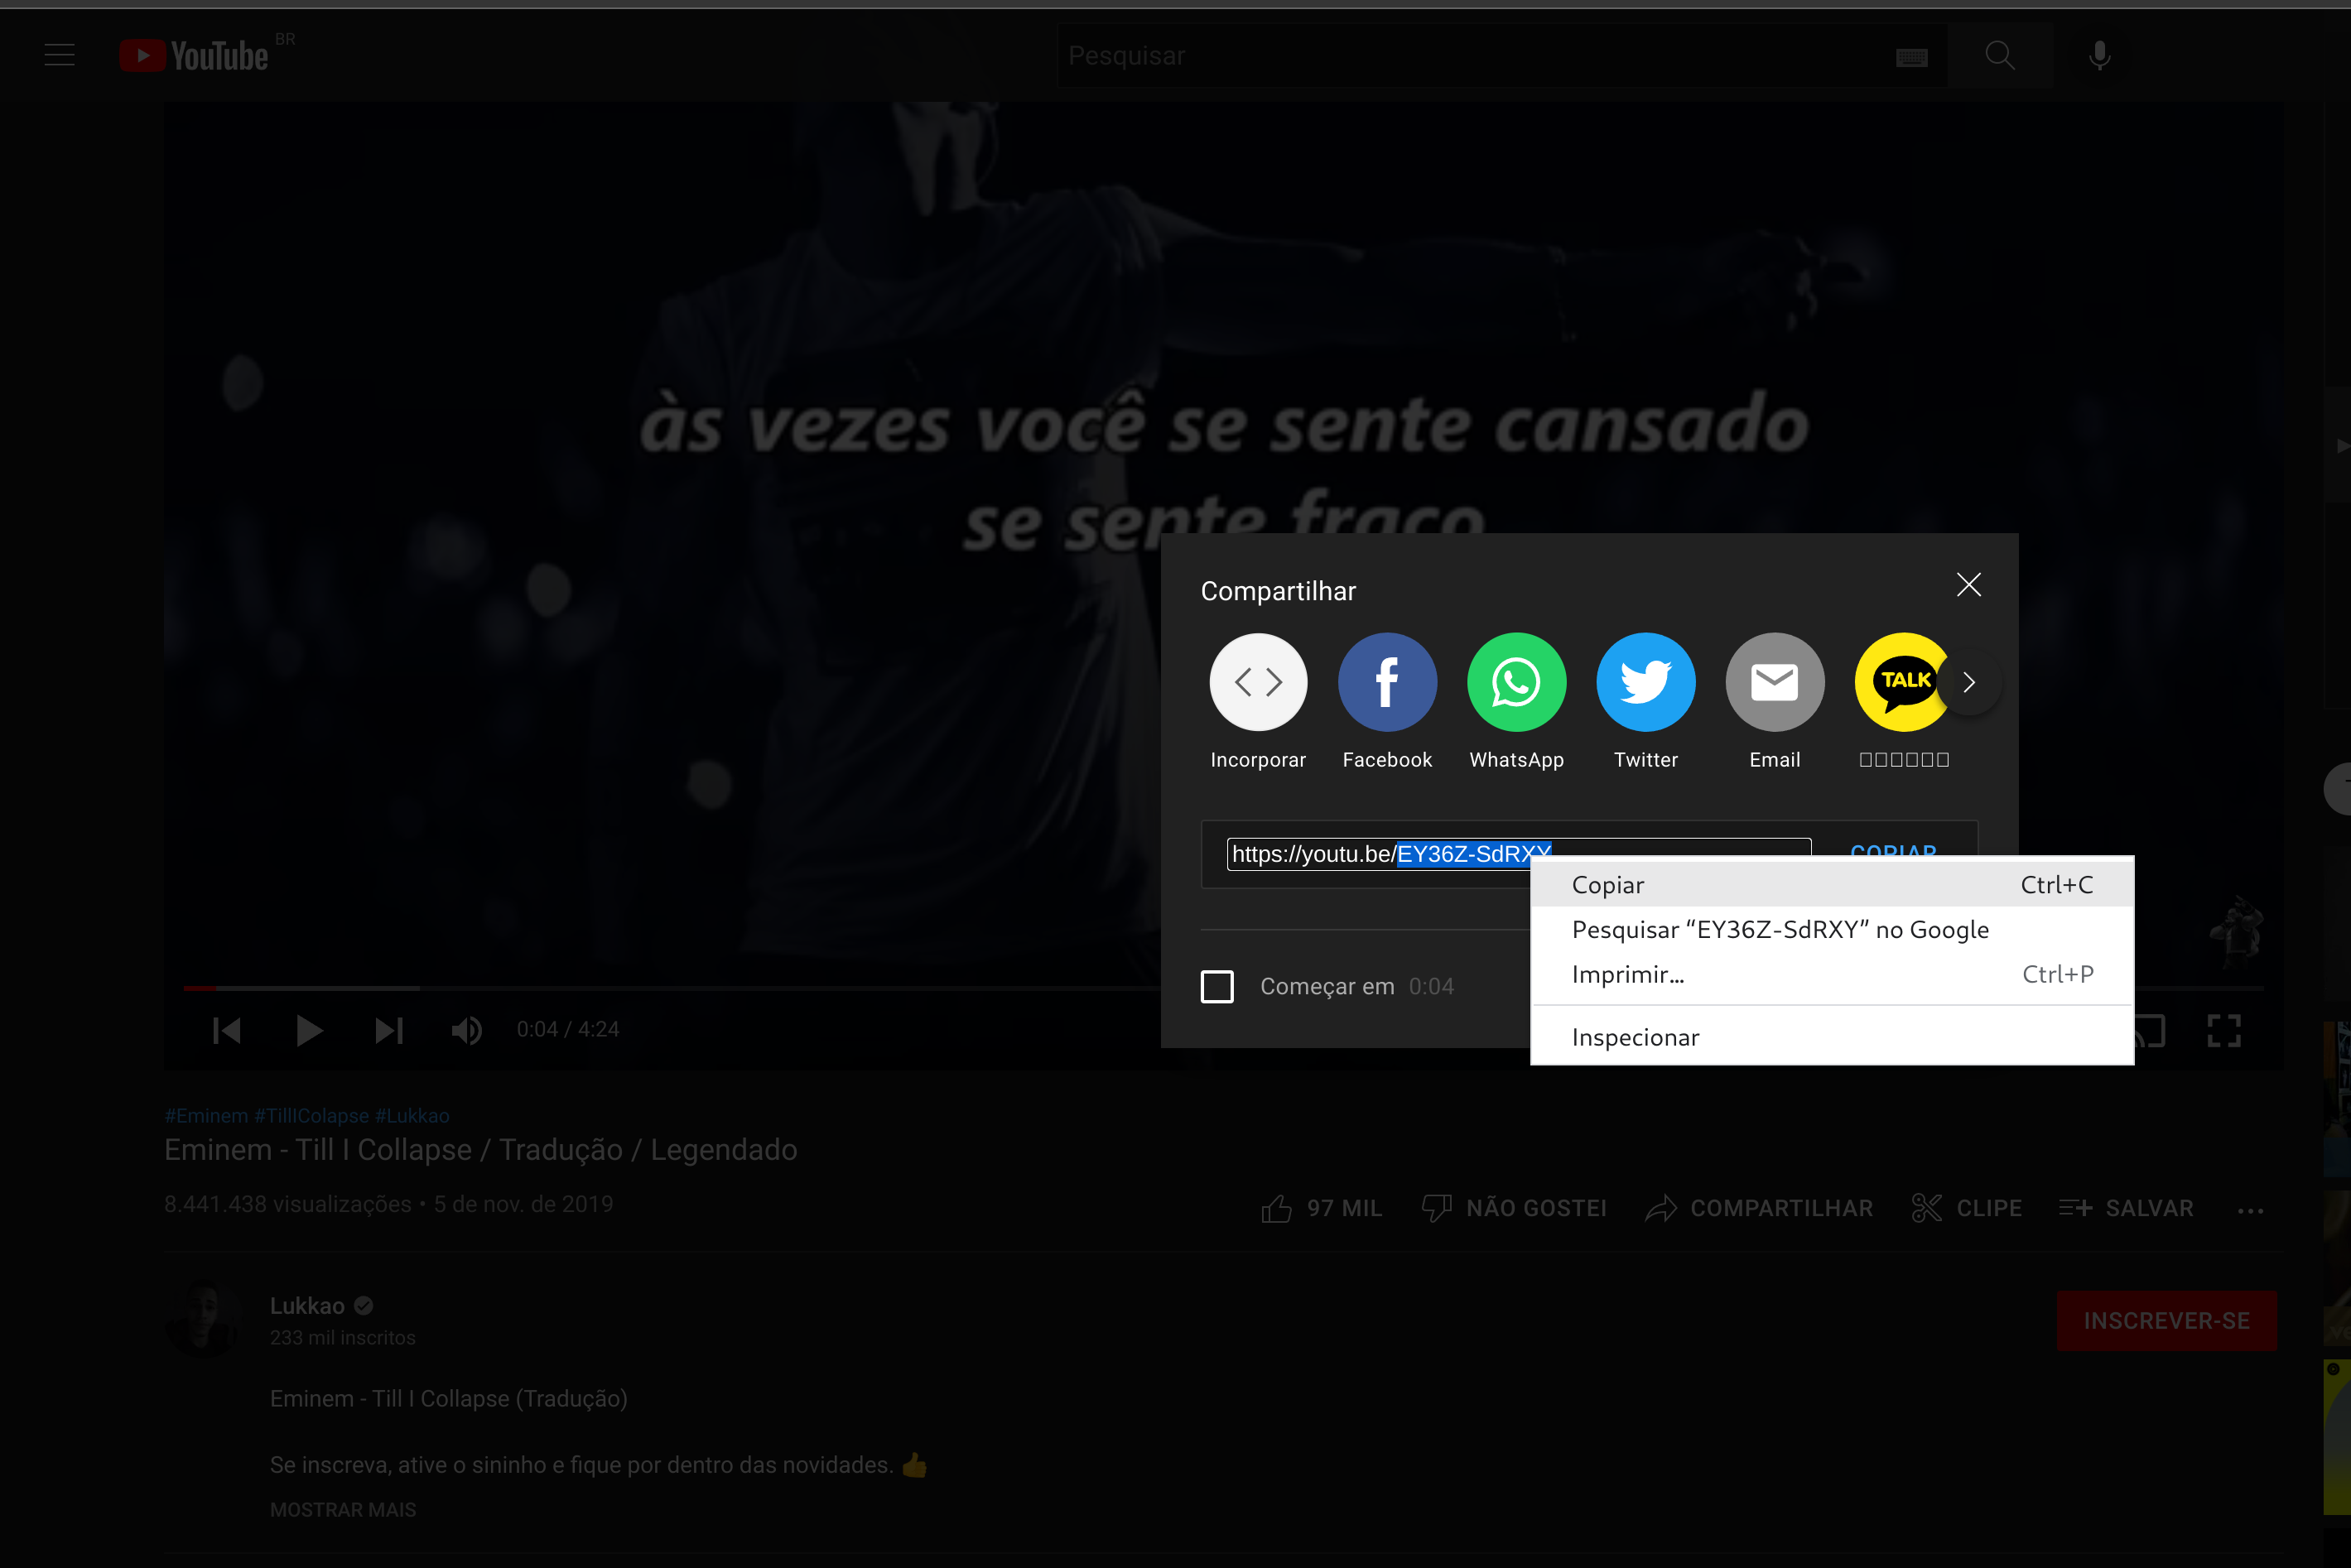 YouTube BR
Pesquisar
às vezes você se sente cansado
se sente fraco
Compartilhar
TALK
Incorporar Facebook WhatsApp Twitter Email
https://youtu.be/EY36Z-SdRXY COPIAR
Copiar Ctrl+C
Pesquisar “EY36Z-SdRXY” no Google
Imprimir... Ctrl+P
Inspecionar
Começar em 0:04
0:04 / 4:24
#Eminem #TillIColapse #Lukkao
Eminem - Till I Collapse / Tradução / Legendado
8.441.438 visualizações • 5 de nov. de 2019
97 MIL NÃO GOSTEI COMPARTILHAR CLIPE SALVAR ...
Lukkao
233 mil inscritos
INSCREVER-SE
Eminem - Till I Collapse (Tradução)
Se inscreva, ative o sininho e fique por dentro das novidades. 👍
MOSTRAR MAIS